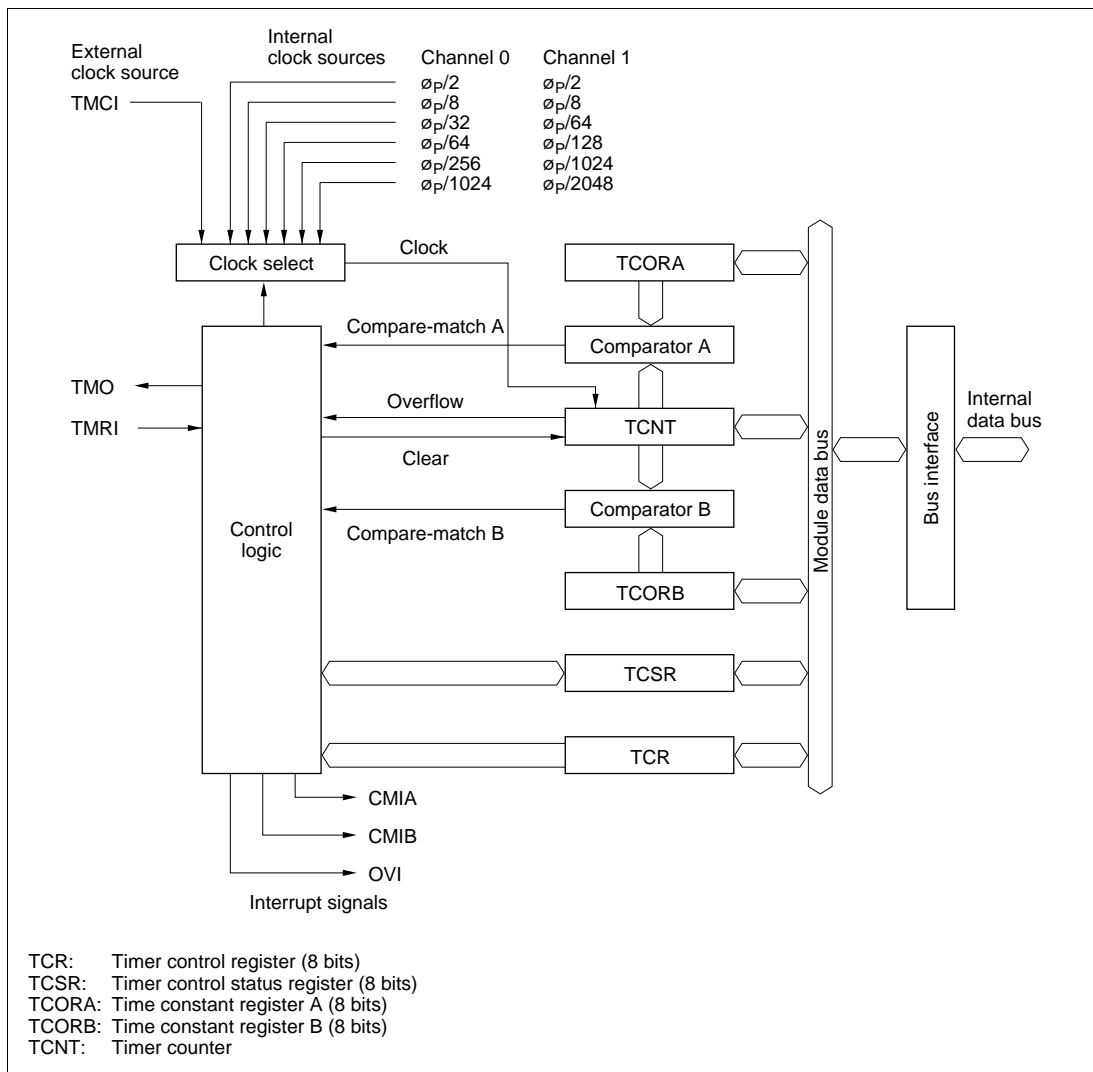 External
clock source
TMCI
Internal
clock sources
Channel 0 Channel 1
øP/2 øP/2
øP/8 øP/8
øP/32 øP/64
øP/64 øP/128
øP/256 øP/1024
øP/1024 øP/2048
Clock select
Clock
TCORA
Compare-match A
Comparator A
TMO
TMRI
Overflow
TCNT
Clear
Comparator B
Compare-match B
Control
logic
TCORB
TCSR
TCR
Module data bus
Bus interface
Internal
data bus
CMIA
CMIB
OVI
Interrupt signals
TCR: Timer control register (8 bits)
TCSR: Timer control status register (8 bits)
TCORA: Time constant register A (8 bits)
TCORB: Time constant register B (8 bits)
TCNT: Timer counter